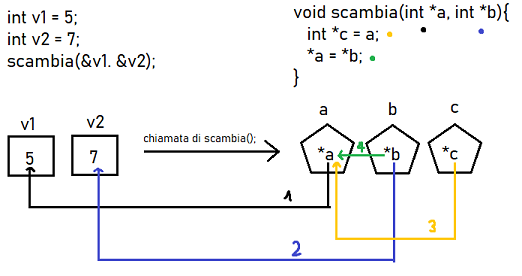 int v1 = 5;
int v2 = 7;
scambia(&v1. &v2);
void scambia(int *a, int *b){
int *c = a;
*a = *b;
}
v1
v2
5
7
chiamata di scambia();
a
b
c
*a
4
*b
*c
1
2
3